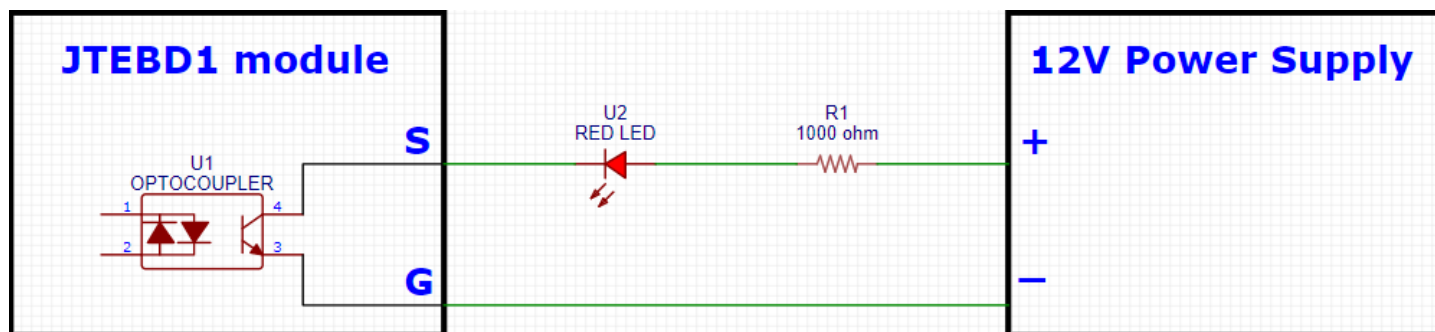 JTEBD1 module
12V Power Supply
U2
RED LED
R1
1000 ohm
S
+
U1
OPTOCOUPLER
1
4
2
3
G
−